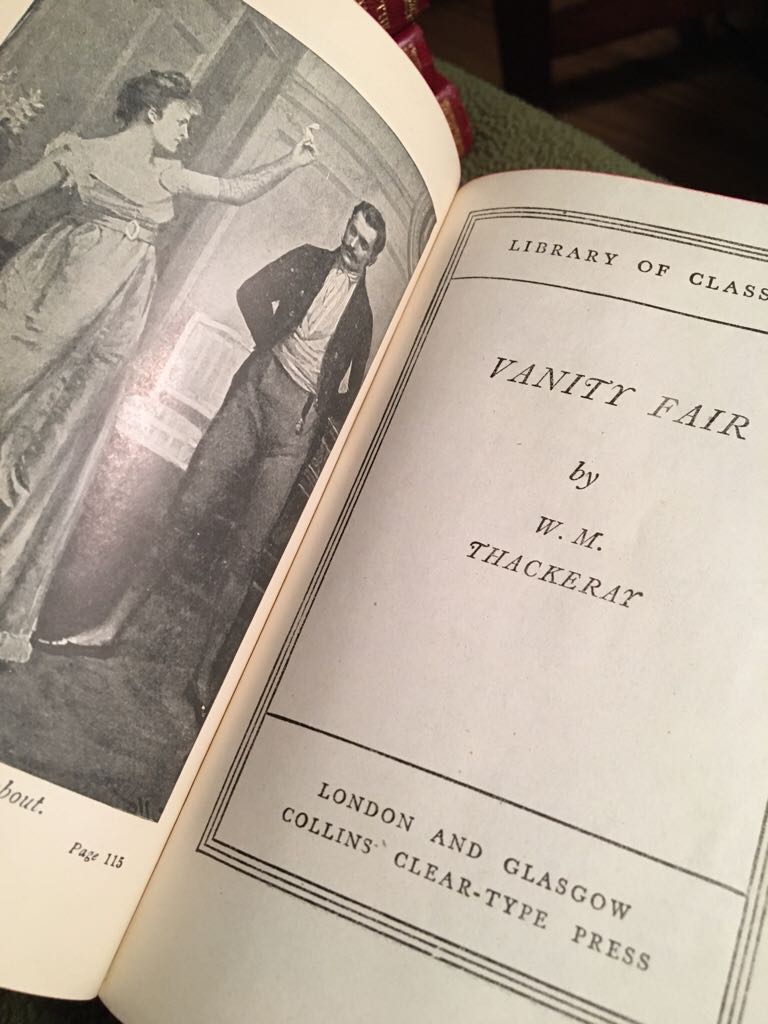 bout.
Page 115
LIBRARY OF CLASS
VANITY FAIR
by
W. M.
THACKERAY
LONDON AND GLASGOW
COLLINS CLEAR-TYPE PRESS